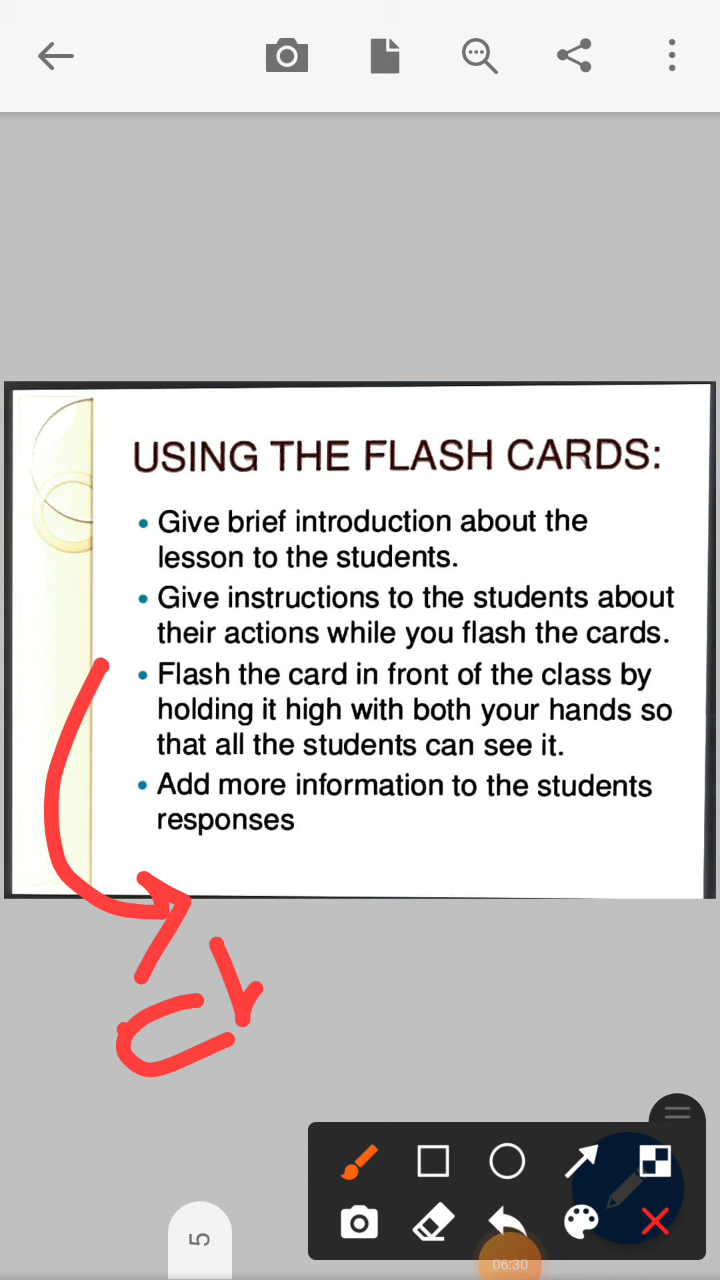 USING THE FLASH CARDS:
• Give brief introduction about the
lesson to the students.
• Give instructions to the students about
their actions while you flash the cards.
• Flash the card in front of the class by
holding it high with both your hands so
that all the students can see it.
• Add more information to the students
responses
5
06:30